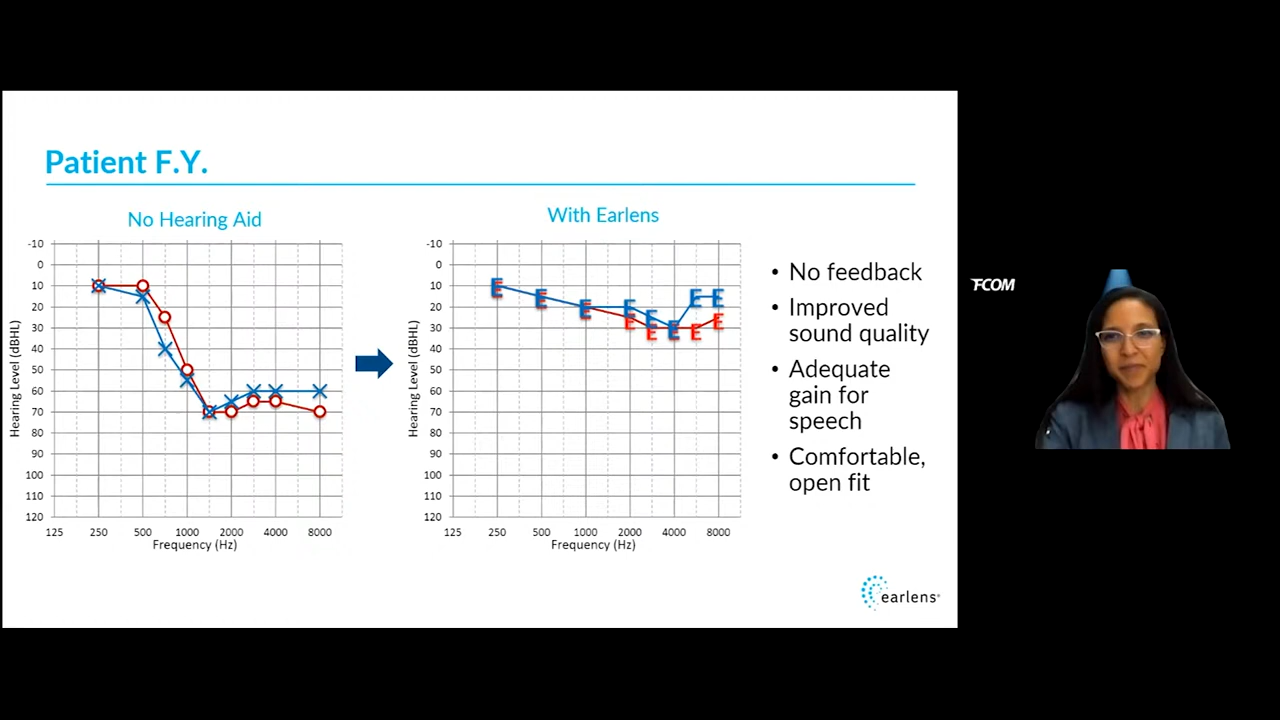 Patient F.Y.
No Hearing Aid
-10
0
10
20
30
40
50
60
70
80
90
100
110
120
Hearing Level (dBHL)
125 250 500 1000 2000 4000 8000
Frequency (Hz)
With Earlens
-10
0
10
20
30
40
50
60
70
80
90
100
110
120
Hearing Level (dBHL)
125 250 500 1000 2000 4000 8000
Frequency (Hz)
• No feedback
• Improved
sound quality
• Adequate
gain for
speech
• Comfortable,
open fit
earlens
TFCOM